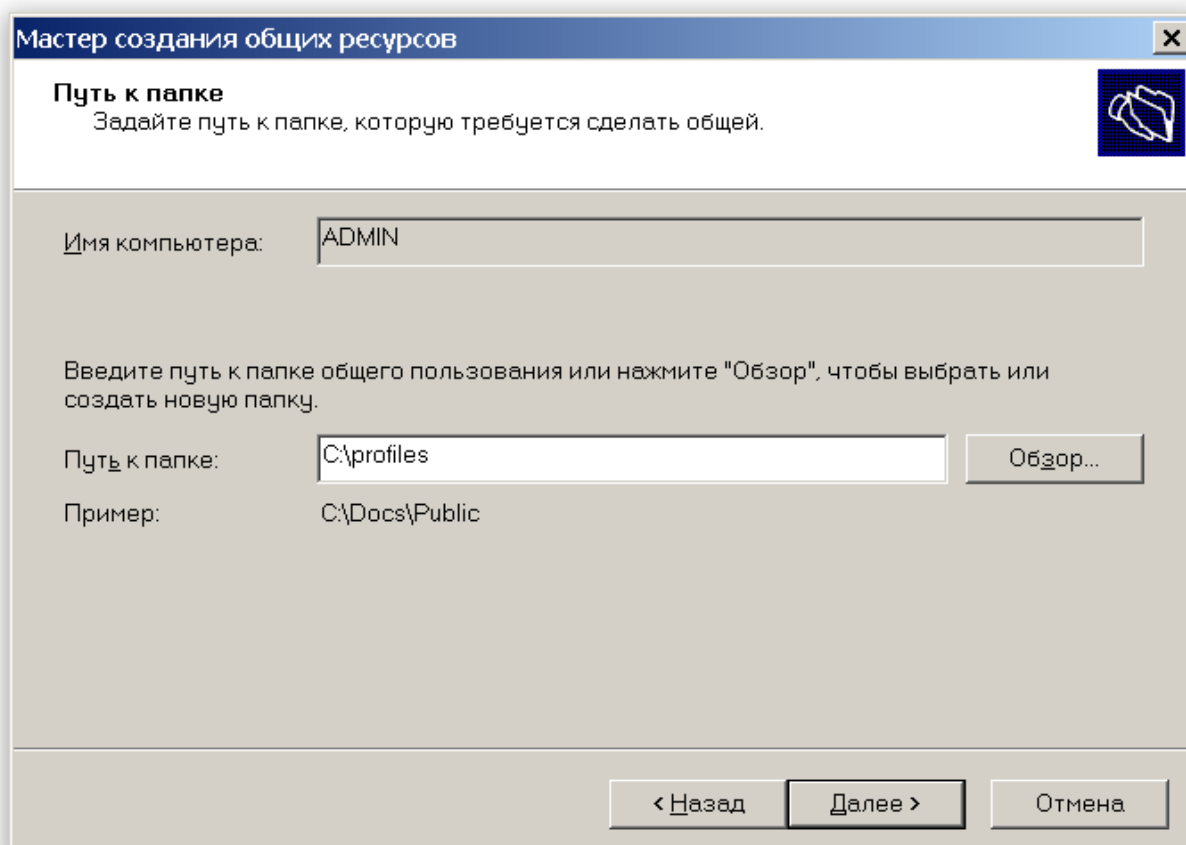 Мастер создания общих ресурсов
Путь к папке
Задайте путь к папке, которую требуется сделать общей.
Имя компьютера: ADMIN
Введите путь к папке общего пользования или нажмите "Обзор", чтобы выбрать или
создать новую папку.
Путь к папке: C:\profiles Обзор...
Пример: C:\Docs\Public
< Назад Далее > Отмена